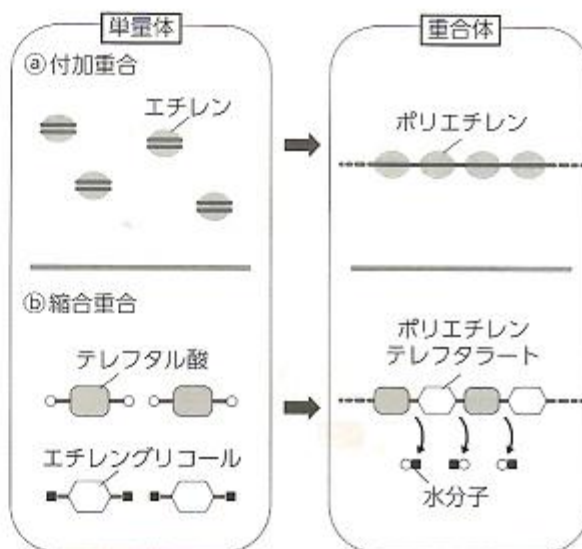 単量体
重合体
ⓐ付加重合
エチレン
ポリエチレン
ⓑ縮合重合
テレフタル酸
エチレングリコール
ポリエチレン
テレフタラート
水分子